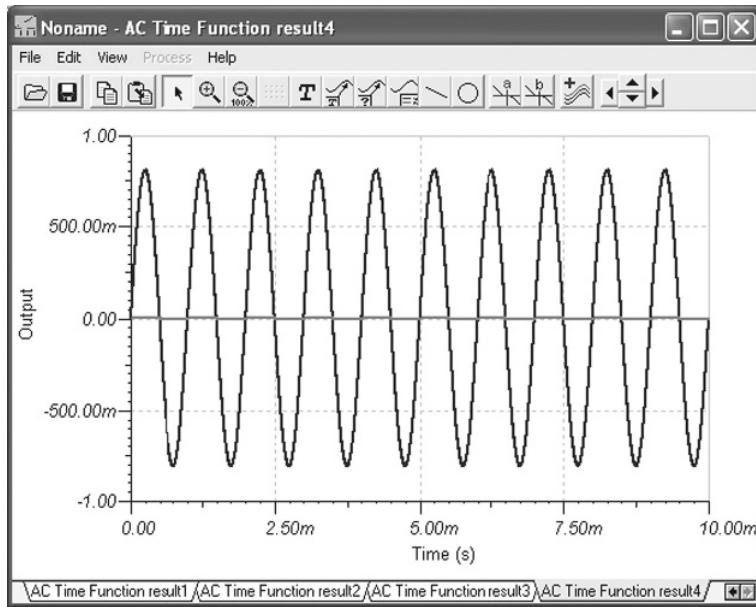 Noname - AC Time Function result4
File Edit View Process Help
100%
T
a
b
1.00
500.00m
Output
0.00
-500.00m
-1.00
0.00 2.50m 5.00m 7.50m 10.00m
Time (s)
AC Time Function result1 AC Time Function result2 AC Time Function result3 AC Time Function result4